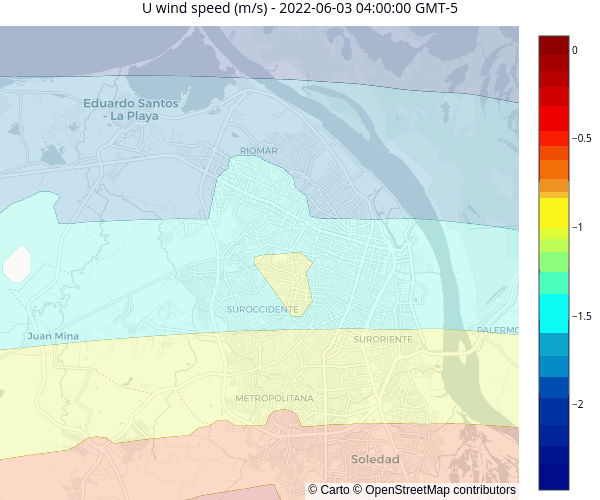 U wind speed (m/s) - 2022-06-03 04:00:00 GMT-5
0
Eduardo Santos
- La Playa
−0.5
RIOMAR
−1
SUROCCIDENTE
−1.5
Juan Mina
PALERMO
SURORIENTE
METROPOLITANA
−2
Soledad
© Carto © OpenStreetMap contributors